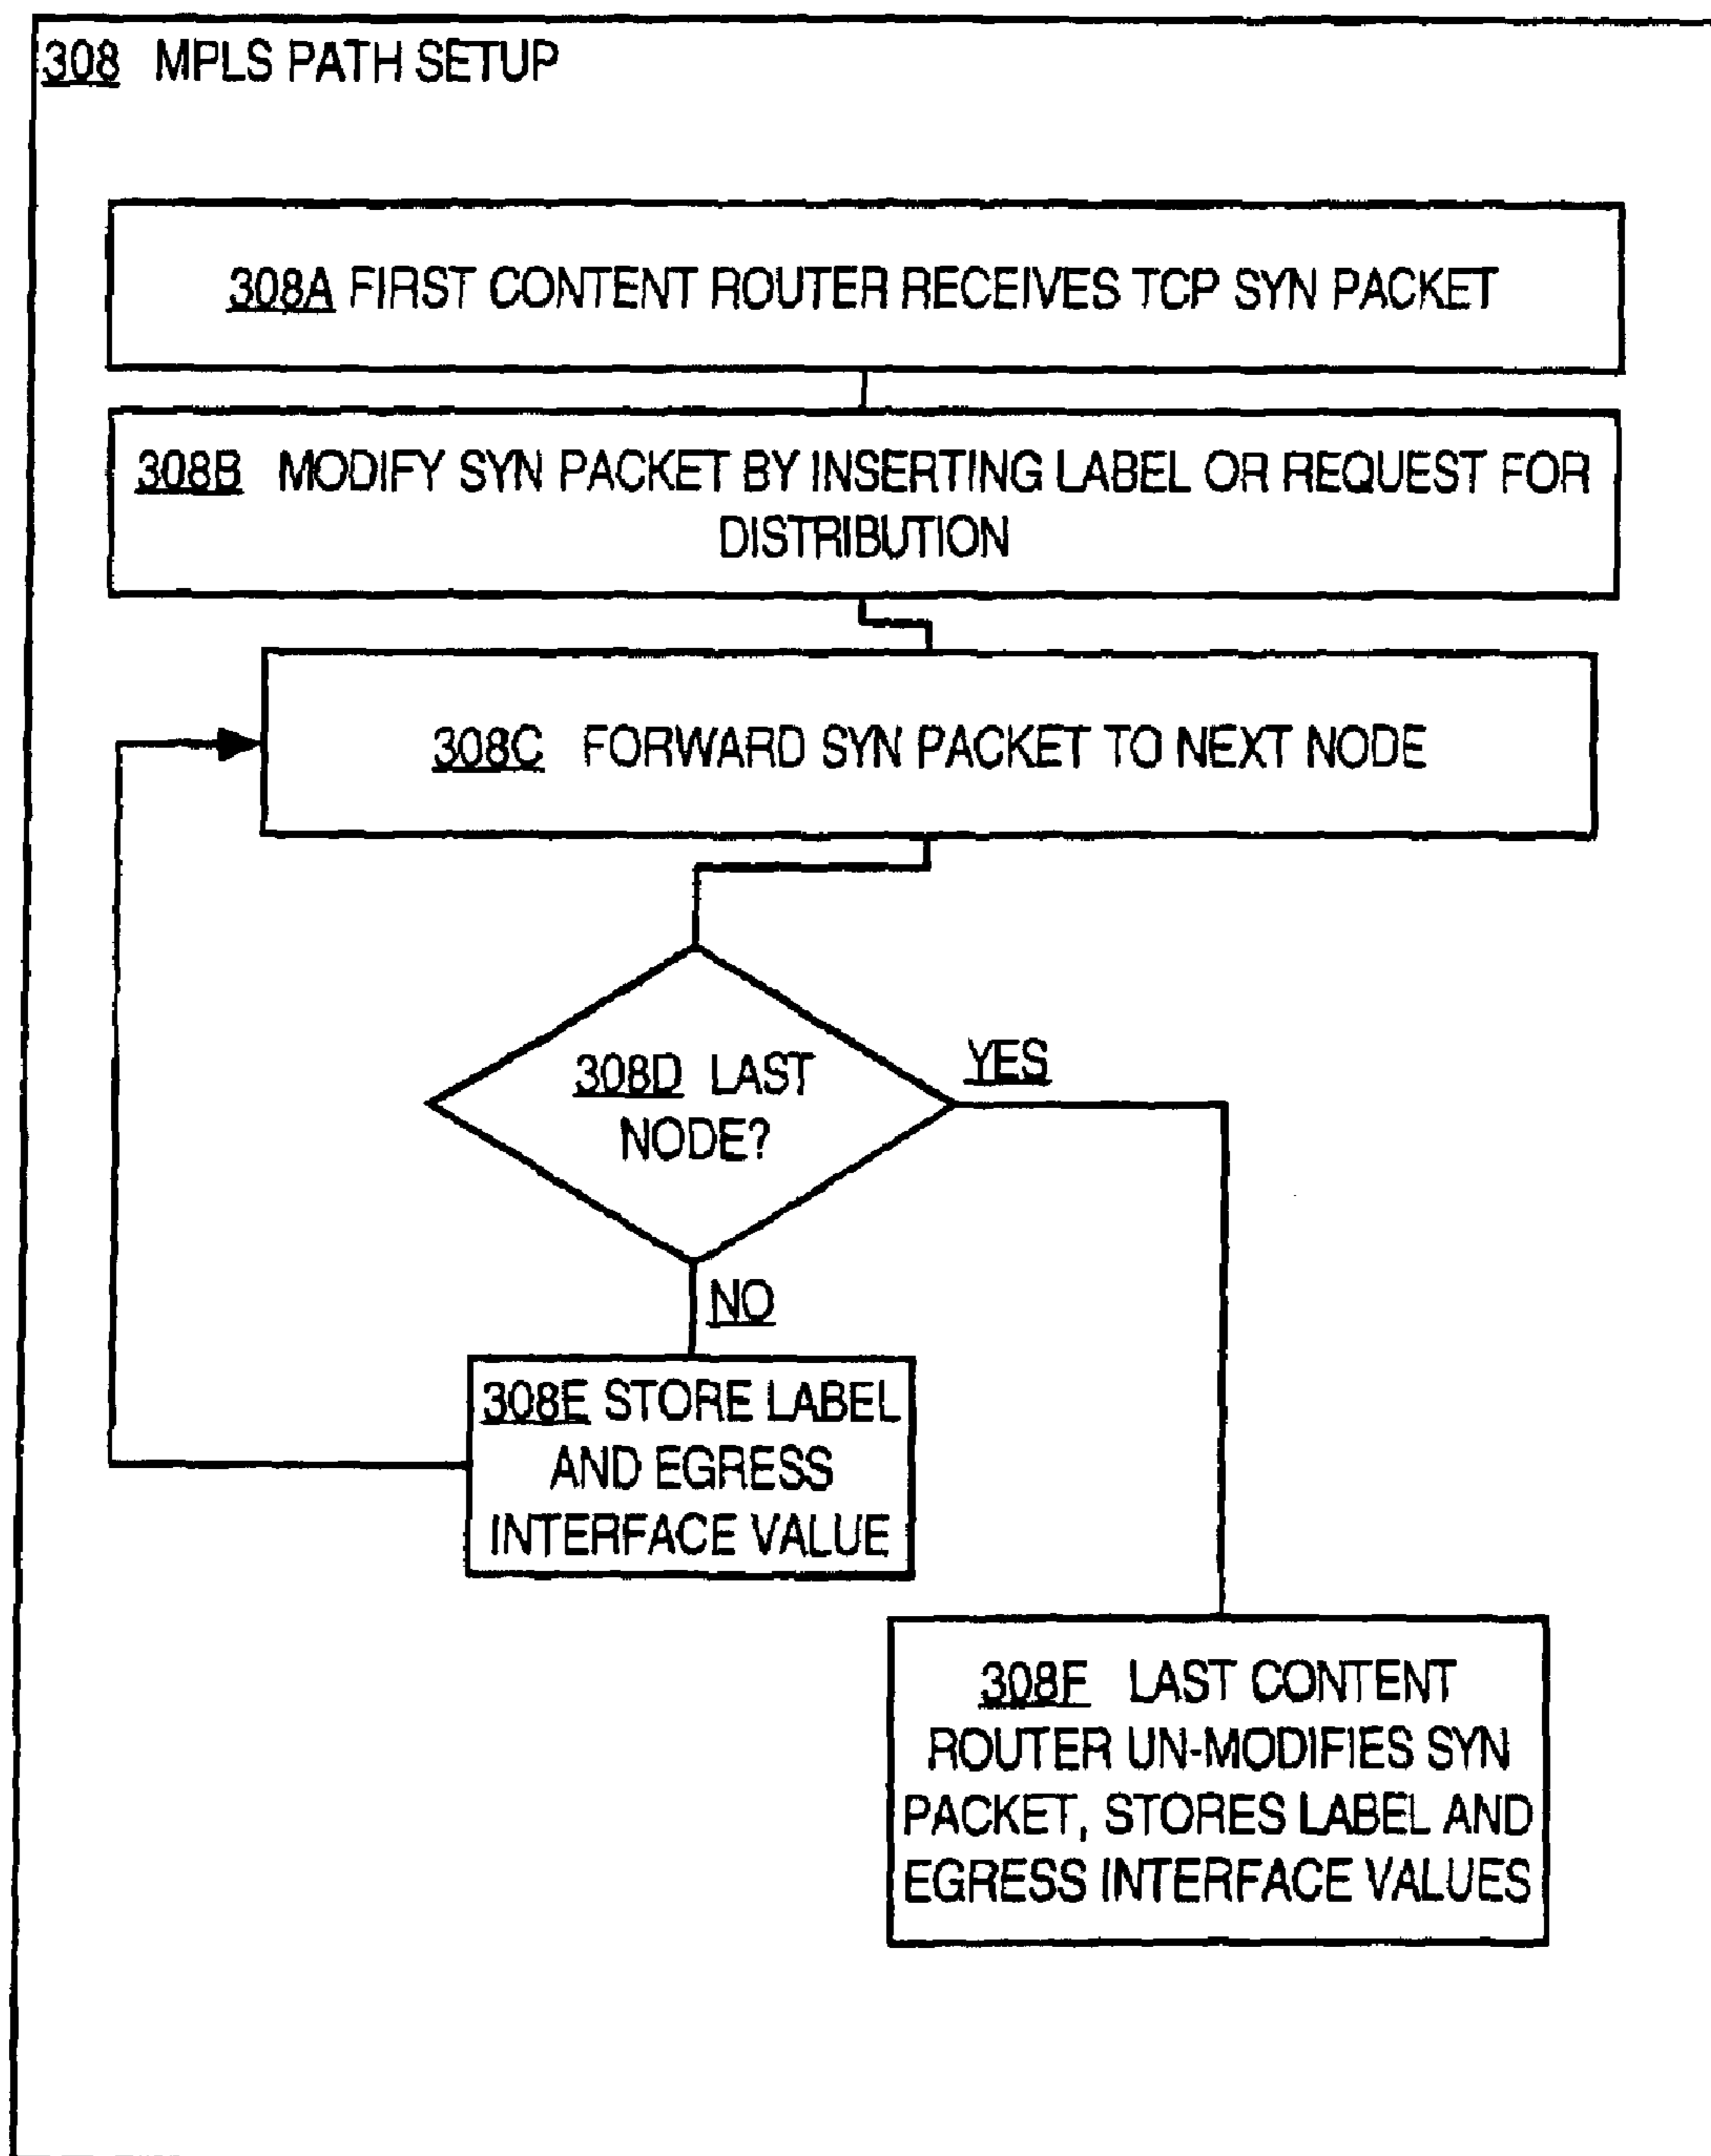 308 MPLS PATH SETUP
308A FIRST CONTENT ROUTER RECEIVES TCP SYN PACKET
308B MODIFY SYN PACKET BY INSERTING LABEL OR REQUEST FOR
DISTRIBUTION
308C FORWARD SYN PACKET TO NEXT NODE
308D LAST
NODE?
YES
NO
308E STORE LABEL
AND EGRESS
INTERFACE VALUE
308F LAST CONTENT
ROUTER UN-MODIFIES SYN
PACKET, STORES LABEL AND
EGRESS INTERFACE VALUES